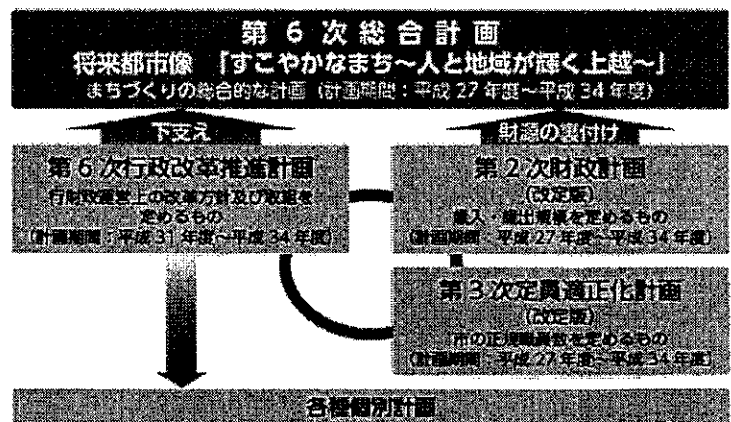 第6次総合計画
将来都市像 「すこやかなまち～人と地域が輝く上越～」
まちづくりの総合的な計画（計画期間：平成27年度～平成34年度）
下支え
財源の裏付け
第6次行政改革推進計画
行財政運営上の改革方針及び取組を
定めるもの
（計画期間：平成31年度～平成34年度）
第2次財政計画
（改定版）
歳入・歳出規模を定めるもの
（計画期間：平成27年度～平成34年度）
第3次定員適正化計画
（改定版）
市の正規職員数を定めるもの
（計画期間：平成27年度～平成34年度）
各種個別計画